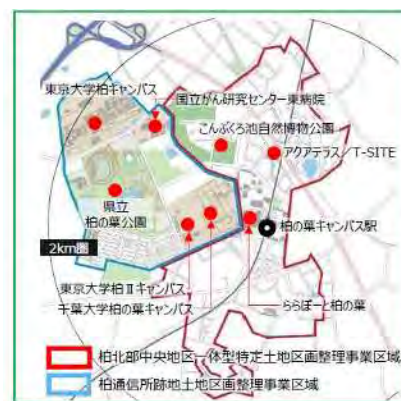 東京大学柏キャンパス
国立がん研究センター東病院
こんぶくろ池自然博物公園
アクアテラス/T-SITE
県立
柏の葉公園
柏の葉キャンパス駅
2km圏
東京大学柏Ⅱキャンパス
千葉大学柏の葉キャンパス
ららぽーと柏の葉
柏北部中央地区一体型特定土地区画整理事業区域
柏通信所跡地土地区画整理事業区域